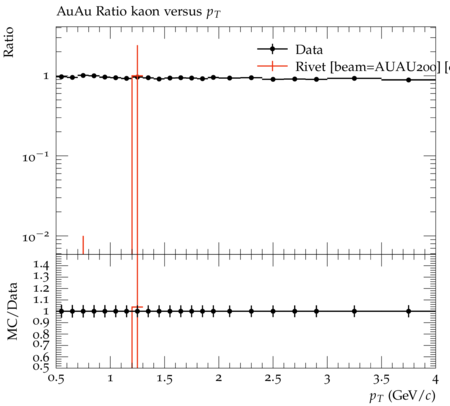 AuAu Ratio kaon versus pT
Ratio
Data
Rivet [beam=AUAU200] [
1
10⁻¹
10⁻²
MC/Data
1.4
1.3
1.2
1.1
1
0.9
0.8
0.7
0.6
0.5
0.5 1 1.5 2 2.5 3 3.5 4
pT (GeV/c)